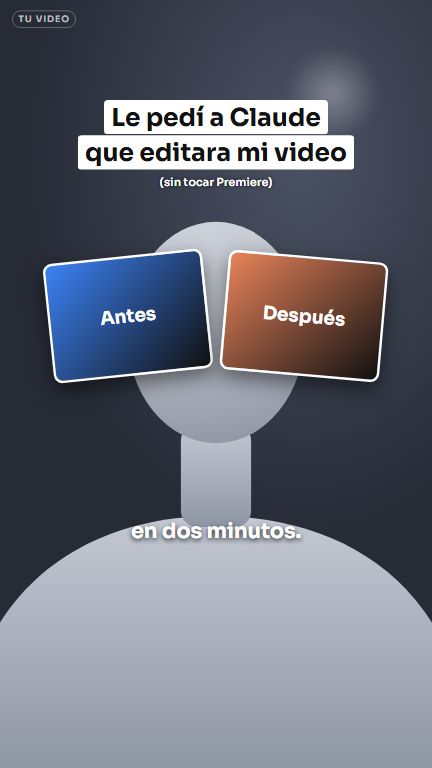 TU VIDEO
Le pedí a Claude
que editara mi video
(sin tocar Premiere)
Antes
Después
en dos minutos.